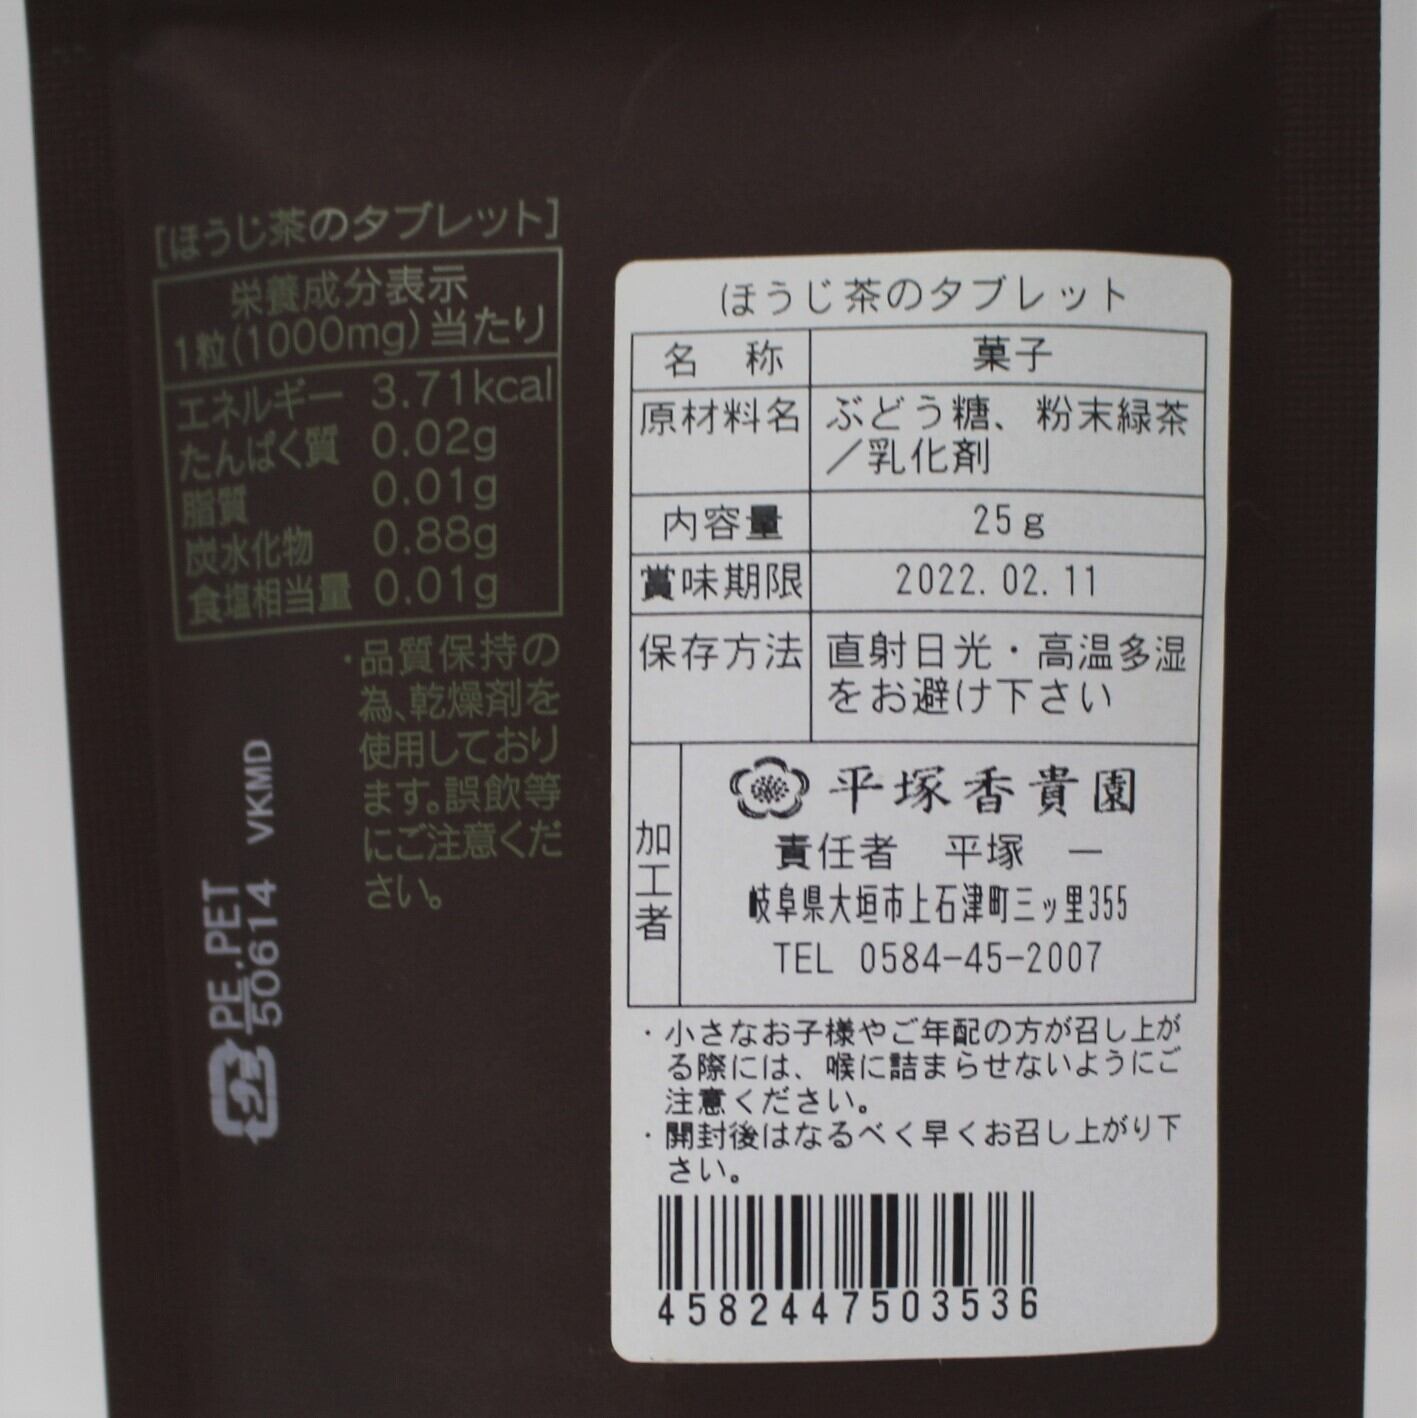 [ほうじ茶のタブレット]
栄養成分表示
1粒(1000mg)当たり
エネルギー 3.71kcal
たんぱく質 0.02g
脂質 0.01g
炭水化物 0.88g
食塩相当量 0.01g
・品質保持の
為、乾燥剤を
使用しており
ます。誤飲等
にご注意くだ
さい。
プラ PE,PET
50614 VKMD
ほうじ茶のタブレット
名 称 菓子
原材料名 ぶどう糖、粉末緑茶
/乳化剤
内容量 25g
賞味期限 2022.02.11
保存方法 直射日光・高温多湿
をお避け下さい
加工者
平塚香貴園
責任者 平塚 一
岐阜県大垣市上石津町三ッ里355
TEL 0584-45-2007
・小さなお子様やご年配の方が召し上が
る際には、喉に詰まらせないようにご
注意ください。
・開封後はなるべく早くお召し上がり下
さい。
4582447503536